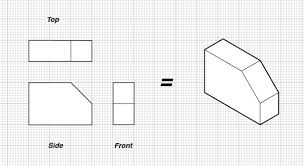 Top
=
Side
Front